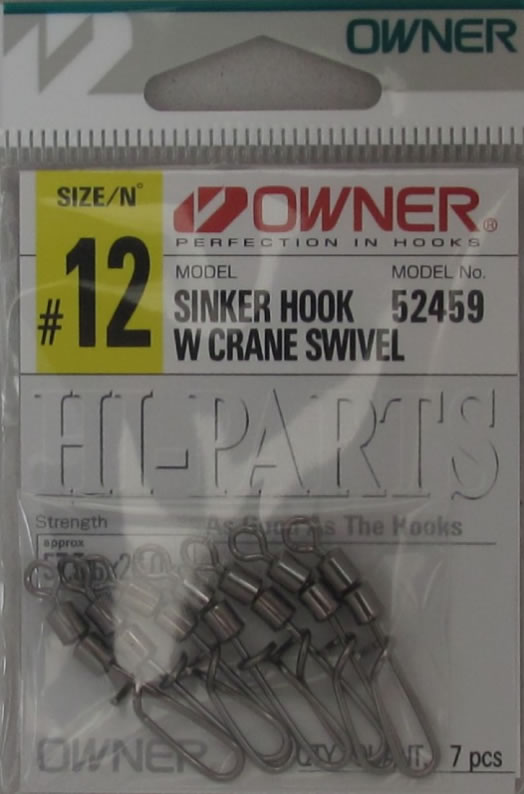 OWNER
SIZE/N°
#12
OWNER®
PERFECTION IN HOOKS
MODEL MODEL No.
SINKER HOOK 52459
W CRANE SWIVEL
HI-PARTS
Strength
As Good As The Hooks
approx
OWNER
7 pcs